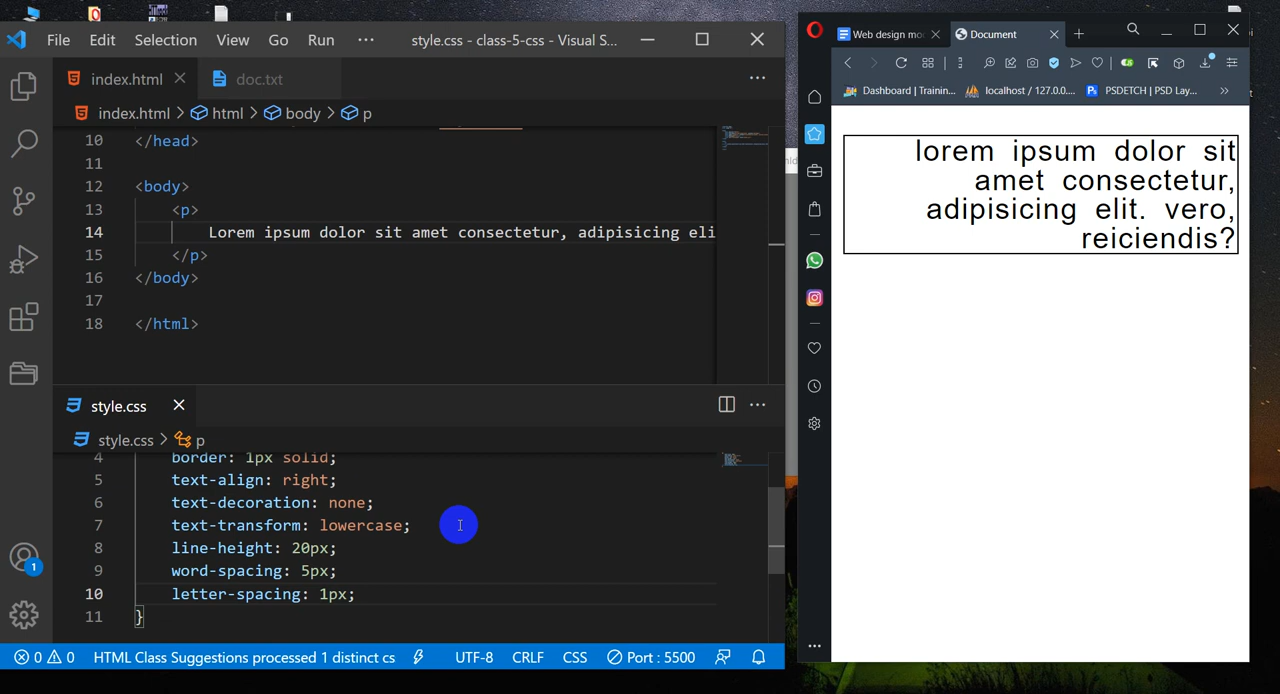 File Edit Selection View Go Run ··· style.css - class-5-css - Visual S...
index.html doc.txt ···
index.html > html > body > p
10 </head>
11
12 <body>
13 <p>
14 Lorem ipsum dolor sit amet consectetur, adipisicing eli
15 </p>
16 </body>
17
18 </html>
style.css ···
style.css > p
4 border: 1px solid;
5 text-align: right;
6 text-decoration: none;
7 text-transform: lowercase;
8 line-height: 20px;
9 word-spacing: 5px;
10 letter-spacing: 1px;
11 }
1
0 0 HTML Class Suggestions processed 1 distinct cs UTF-8 CRLF CSS Port : 5500
Web design mo Document
Dashboard | Trainin... localhost / 127.0.0.... PSDETCH | PSD Lay... »
lorem ipsum dolor sit
amet consectetur,
adipisicing elit. vero,
reiciendis?